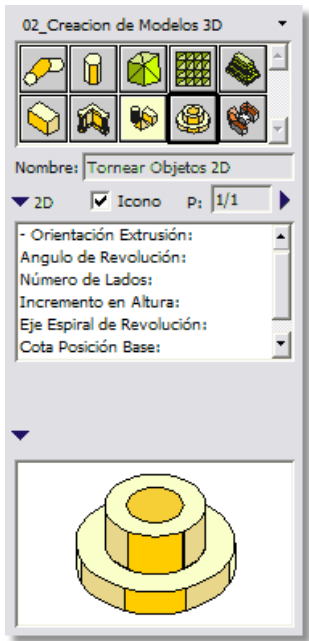 02_Creacion de Modelos 3D
Nombre: Tornear Objetos 2D
2D Icono P: 1/1
- Orientación Extrusión:
Angulo de Revolución:
Número de Lados:
Incremento en Altura:
Eje Espiral de Revolución:
Cota Posición Base: